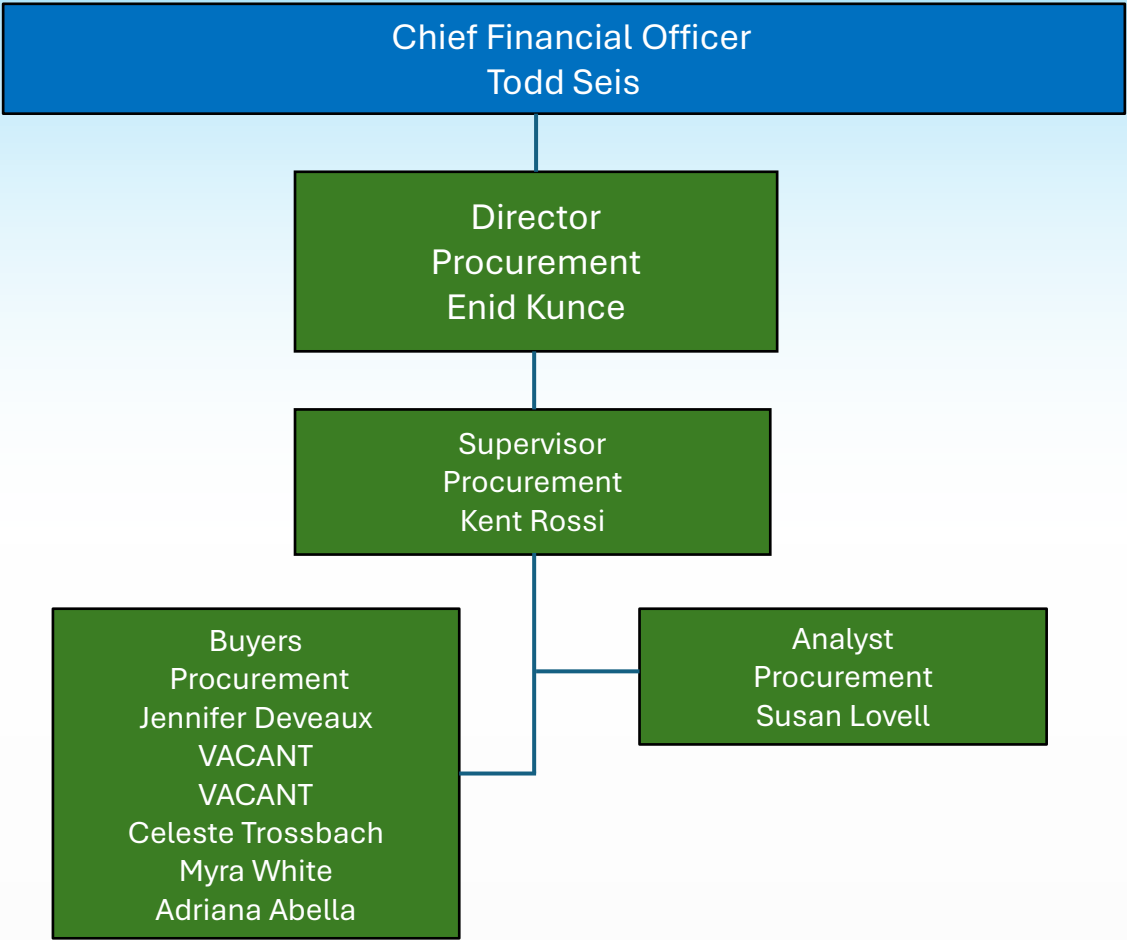 Chief Financial Officer
Todd Seis
Director
Procurement
Enid Kunce
Supervisor
Procurement
Kent Rossi
Buyers
Procurement
Jennifer Deveaux
VACANT
VACANT
Celeste Trossbach
Myra White
Adriana Abella
Analyst
Procurement
Susan Lovell